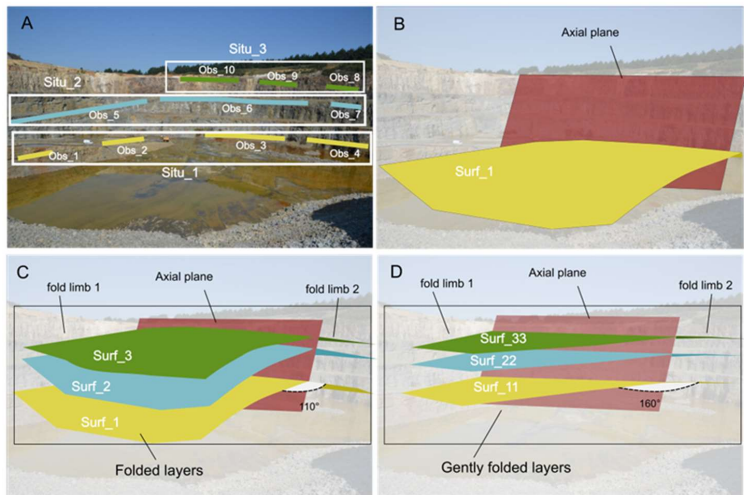 A
Situ_3
Situ_2
Obs_10
Obs_9
Obs_8
Obs_5
Obs_6
Obs_7
Obs_1
Obs_2
Obs_3
Obs_4
Situ_1
B
Axial plane
Surf_1
C
fold limb 1
Axial plane
fold limb 2
Surf_3
Surf_2
Surf_1
110°
Folded layers
D
fold limb 1
Axial plane
fold limb 2
Surf_33
Surf_22
Surf_11
160°
Gently folded layers